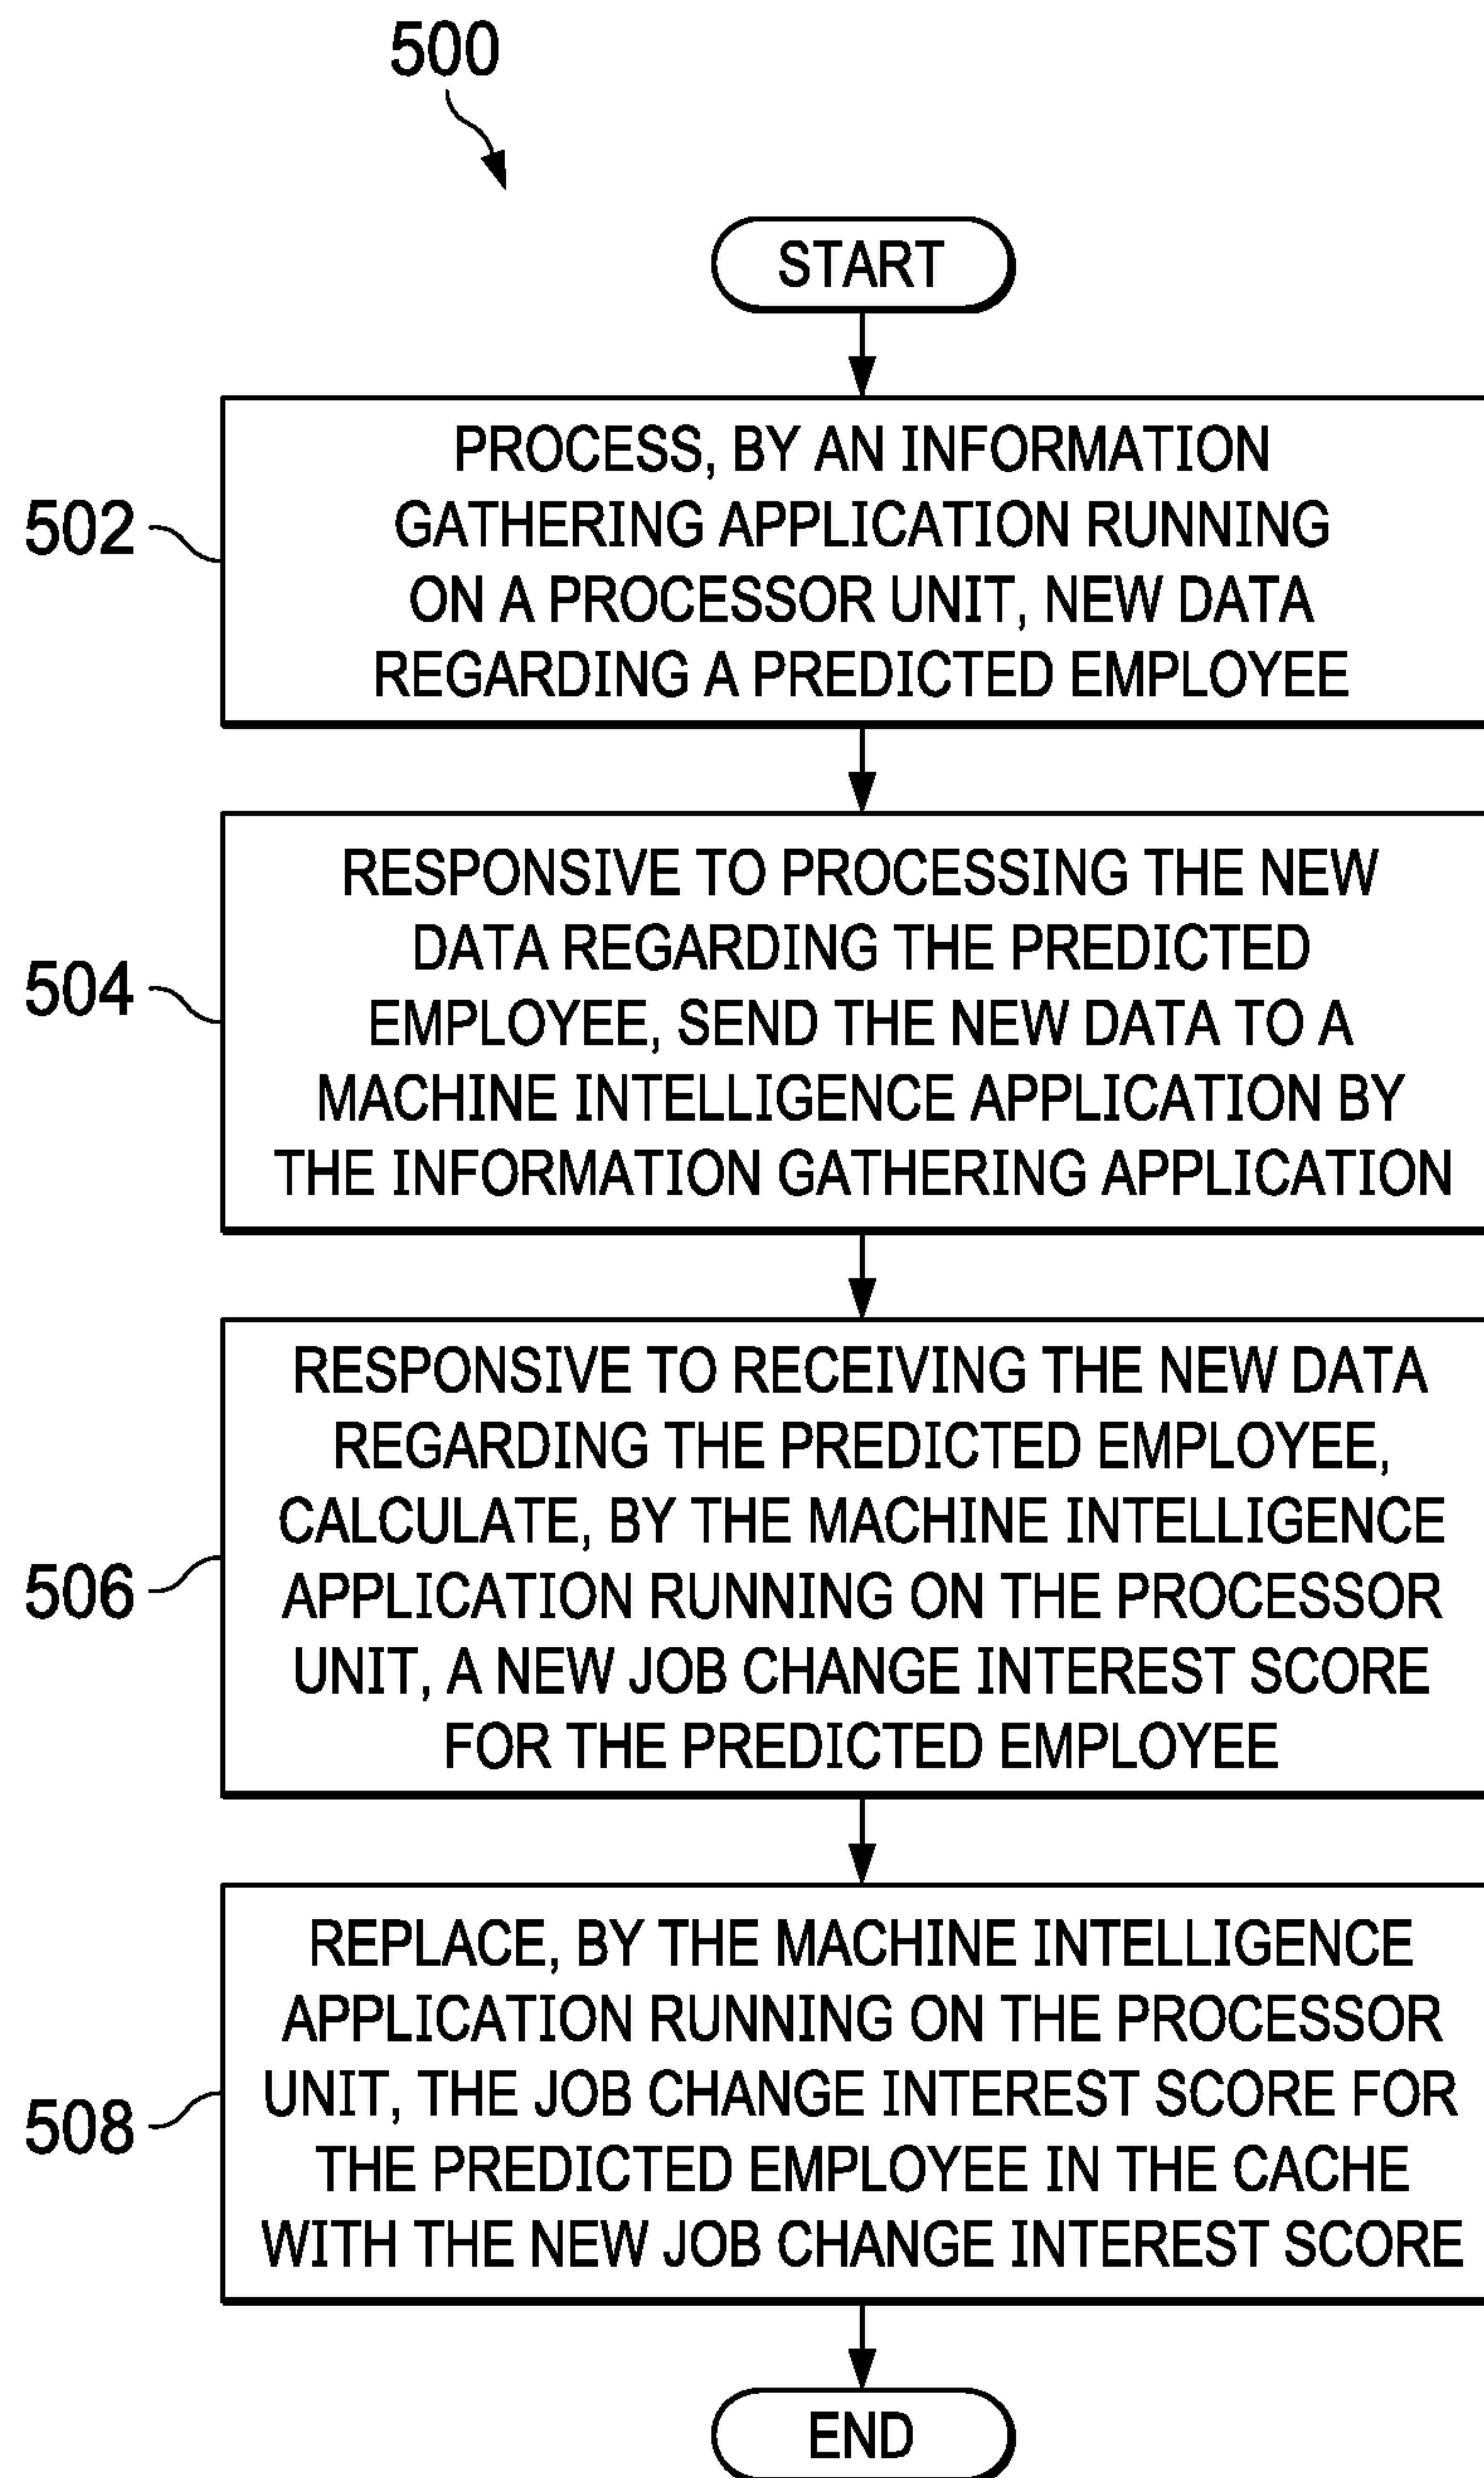 500
START
502
PROCESS, BY AN INFORMATION
GATHERING APPLICATION RUNNING
ON A PROCESSOR UNIT, NEW DATA
REGARDING A PREDICTED EMPLOYEE
504
RESPONSIVE TO PROCESSING THE NEW
DATA REGARDING THE PREDICTED
EMPLOYEE, SEND THE NEW DATA TO A
MACHINE INTELLIGENCE APPLICATION BY
THE INFORMATION GATHERING APPLICATION
506
RESPONSIVE TO RECEIVING THE NEW DATA
REGARDING THE PREDICTED EMPLOYEE,
CALCULATE, BY THE MACHINE INTELLIGENCE
APPLICATION RUNNING ON THE PROCESSOR
UNIT, A NEW JOB CHANGE INTEREST SCORE
FOR THE PREDICTED EMPLOYEE
508
REPLACE, BY THE MACHINE INTELLIGENCE
APPLICATION RUNNING ON THE PROCESSOR
UNIT, THE JOB CHANGE INTEREST SCORE FOR
THE PREDICTED EMPLOYEE IN THE CACHE
WITH THE NEW JOB CHANGE INTEREST SCORE
END